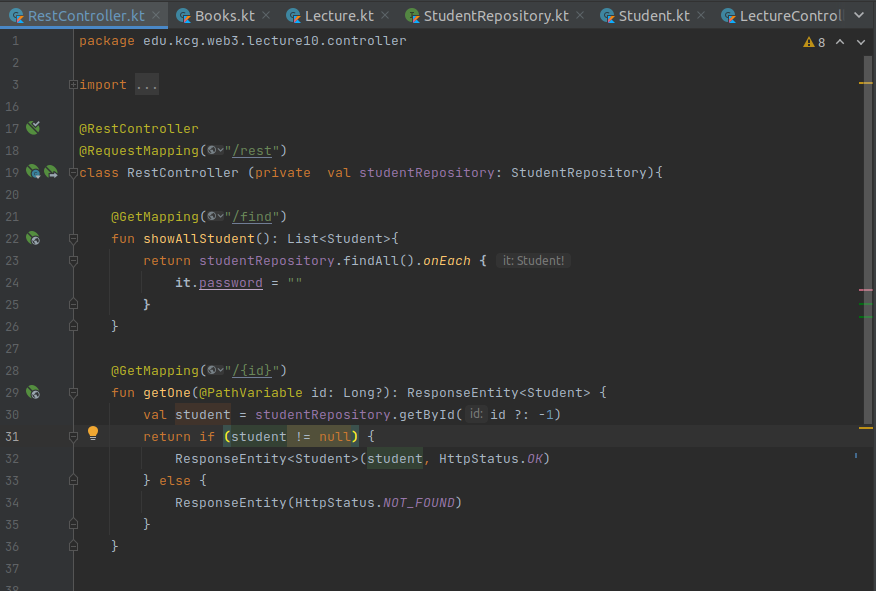 RestController.kt Books.kt Lecture.kt StudentRepository.kt Student.kt LectureControl
1 package edu.kcg.web3.lecture10.controller 8
2
3 import ...
16
17 @RestController
18 @RequestMapping("/rest")
19 class RestController (private  val studentRepository: StudentRepository){
20
21 @GetMapping("/find")
22 fun showAllStudent(): List<Student>{
23 return studentRepository.findAll().onEach { it: Student!
24 it.password = ""
25 }
26 }
27
28 @GetMapping("/{id}")
29 fun getOne(@PathVariable id: Long?): ResponseEntity<Student> {
30 val student = studentRepository.getById( id: id ?: -1)
31 return if (student != null) {
32 ResponseEntity<Student>(student, HttpStatus.OK)
33 } else {
34 ResponseEntity(HttpStatus.NOT_FOUND)
35 }
36 }
37
38